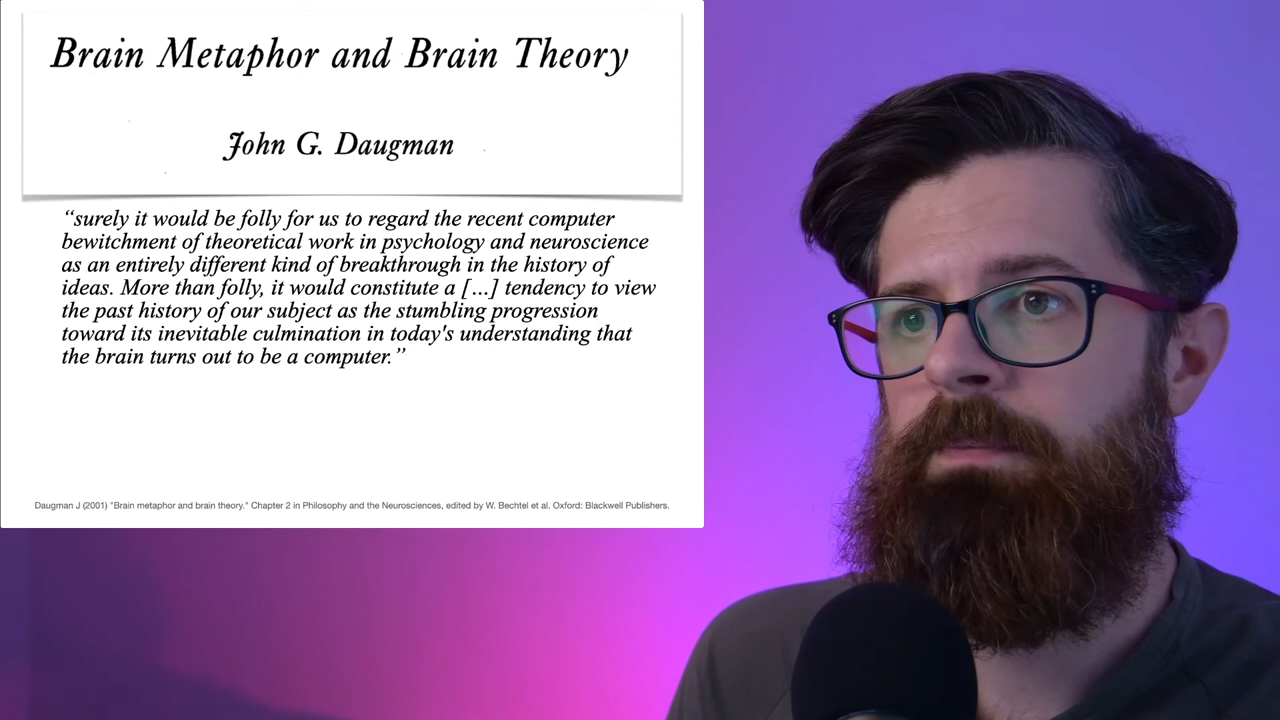 Brain Metaphor and Brain Theory
John G. Daugman
“surely it would be folly for us to regard the recent computer
bewitchment of theoretical work in psychology and neuroscience
as an entirely different kind of breakthrough in the history of
ideas. More than folly, it would constitute a [...] tendency to view
the past history of our subject as the stumbling progression
toward its inevitable culmination in today's understanding that
the brain turns out to be a computer.”
Daugman J (2001) "Brain metaphor and brain theory." Chapter 2 in Philosophy and the Neurosciences, edited by W. Bechtel et al. Oxford: Blackwell Publishers.